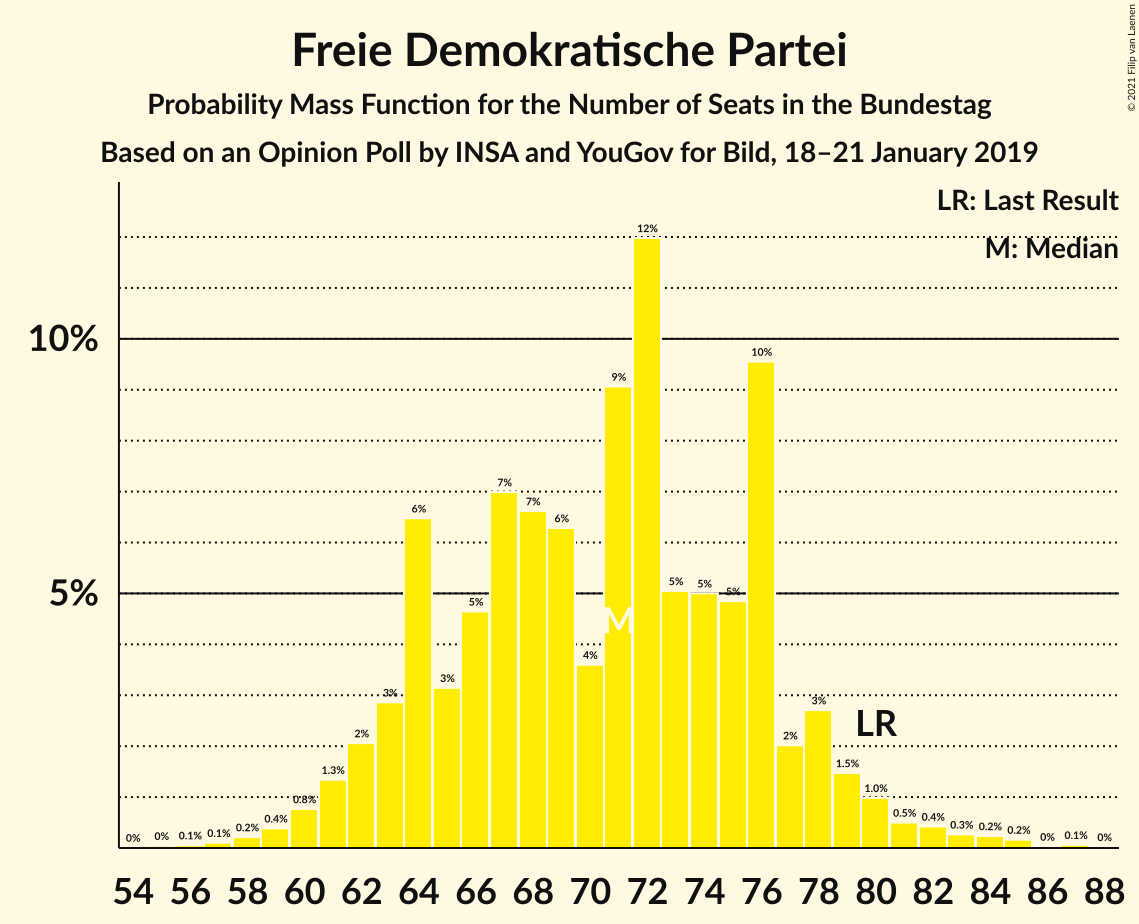 Freie Demokratische Partei
Probability Mass Function for the Number of Seats in the Bundestag
Based on an Opinion Poll by INSA and YouGov for Bild, 18–21 January 2019
© 2021 Filip van Laenen
LR: Last Result
M: Median
10%
5%
0% 0% 0.1% 0.1% 0.2% 0.4% 0.8% 1.3% 2% 3% 6% 3% 5% 7% 7% 6% 4% 9% 12% 5% 5% 5% 10% 2% 3% 1.5% 1.0% 0.5% 0.4% 0.3% 0.2% 0.2% 0% 0.1% 0%
M
LR
54 56 58 60 62 64 66 68 70 72 74 76 78 80 82 84 86 88